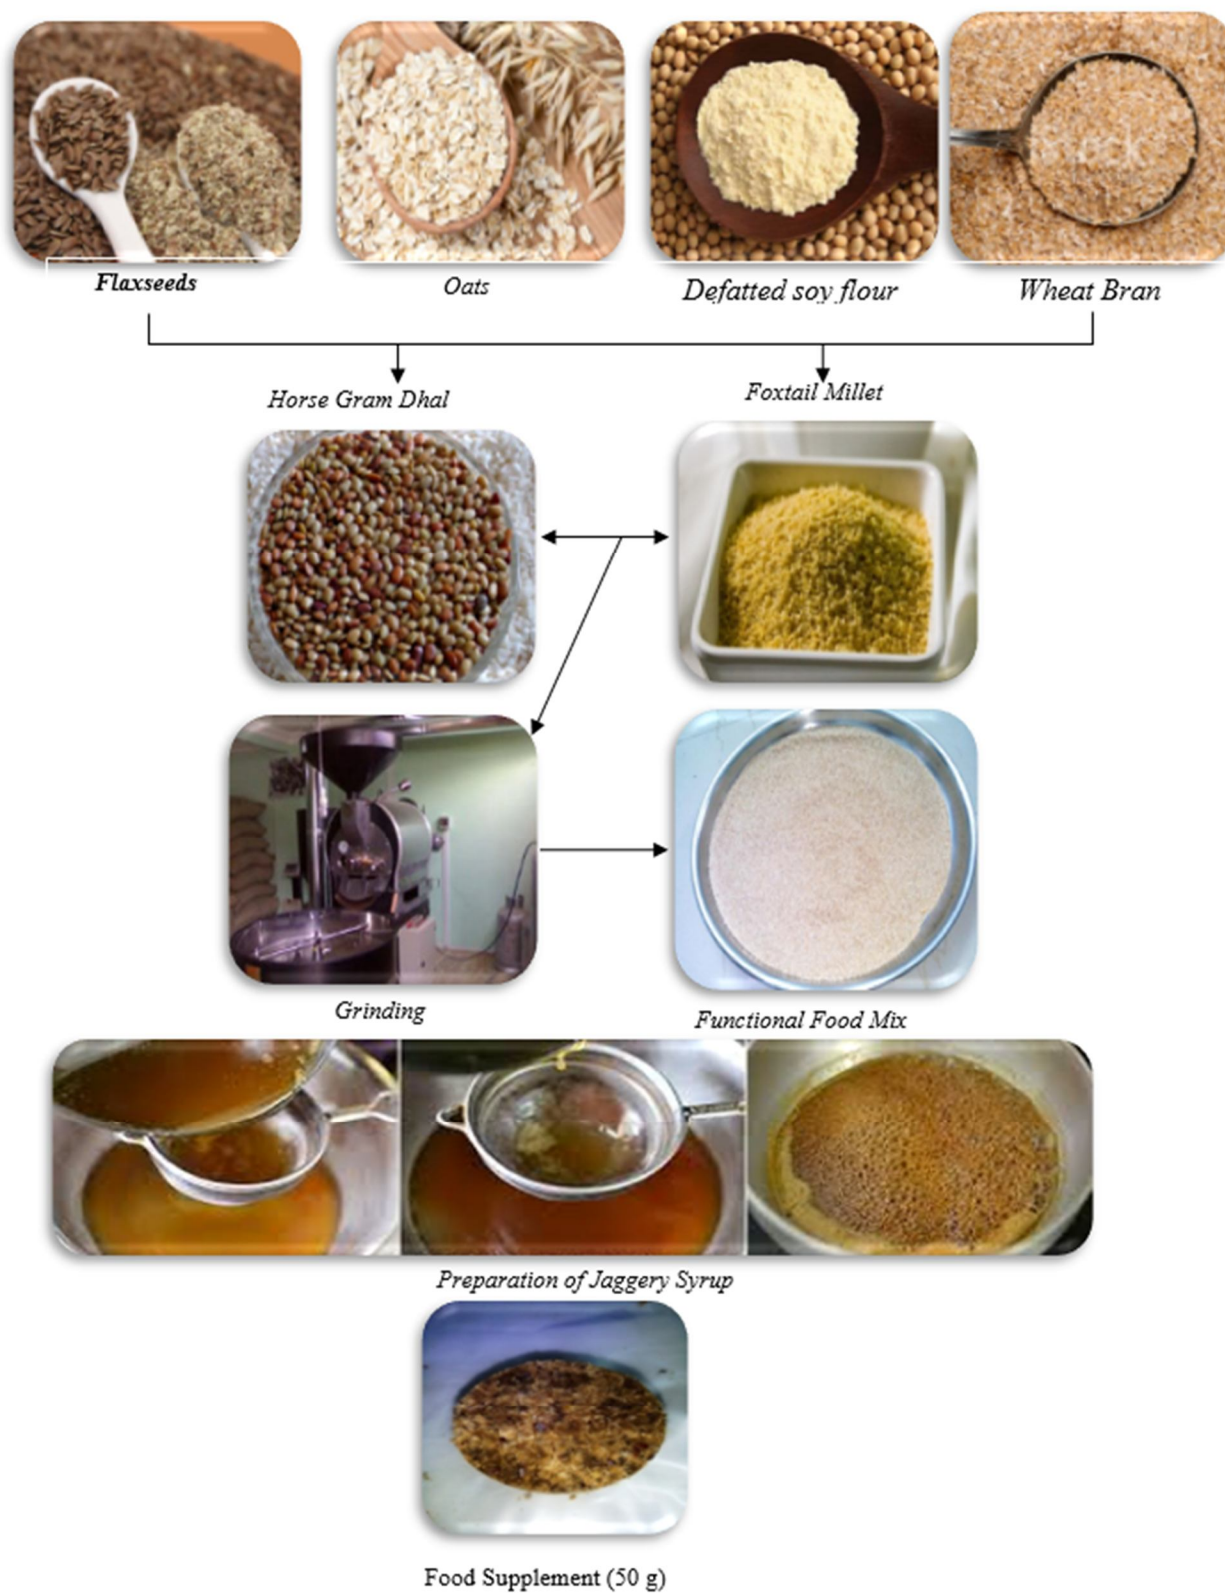 Flaxseeds
Oats
Defatted soy flour
Wheat Bran
Horse Gram Dhal
Foxtail Millet
Grinding
Functional Food Mix
Preparation of Jaggery Syrup
Food Supplement (50 g)